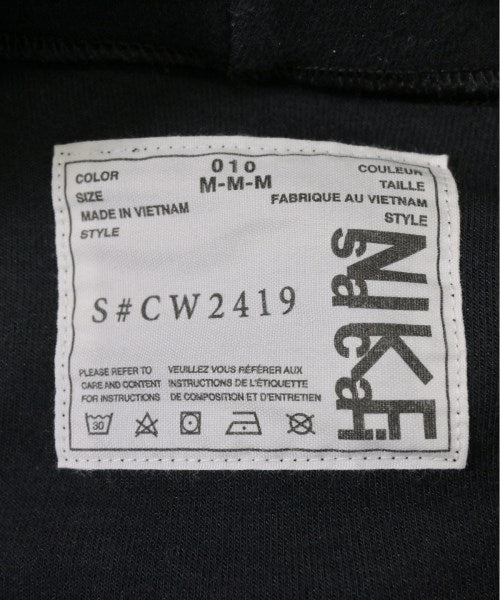 COLOR 010 COULEUR
SIZE M-M-M TAILLE
MADE IN VIETNAM FABRIQUE AU VIETNAM
STYLE STYLE
S#CW2419
NIKE
sacai
PLEASE REFER TO VEUILLEZ VOUS RÉFÉRER AUX
CARE AND CONTENT INSTRUCTIONS DE L'ÉTIQUETTE
FOR INSTRUCTIONS DE COMPOSITION ET D'ENTRETIEN
30